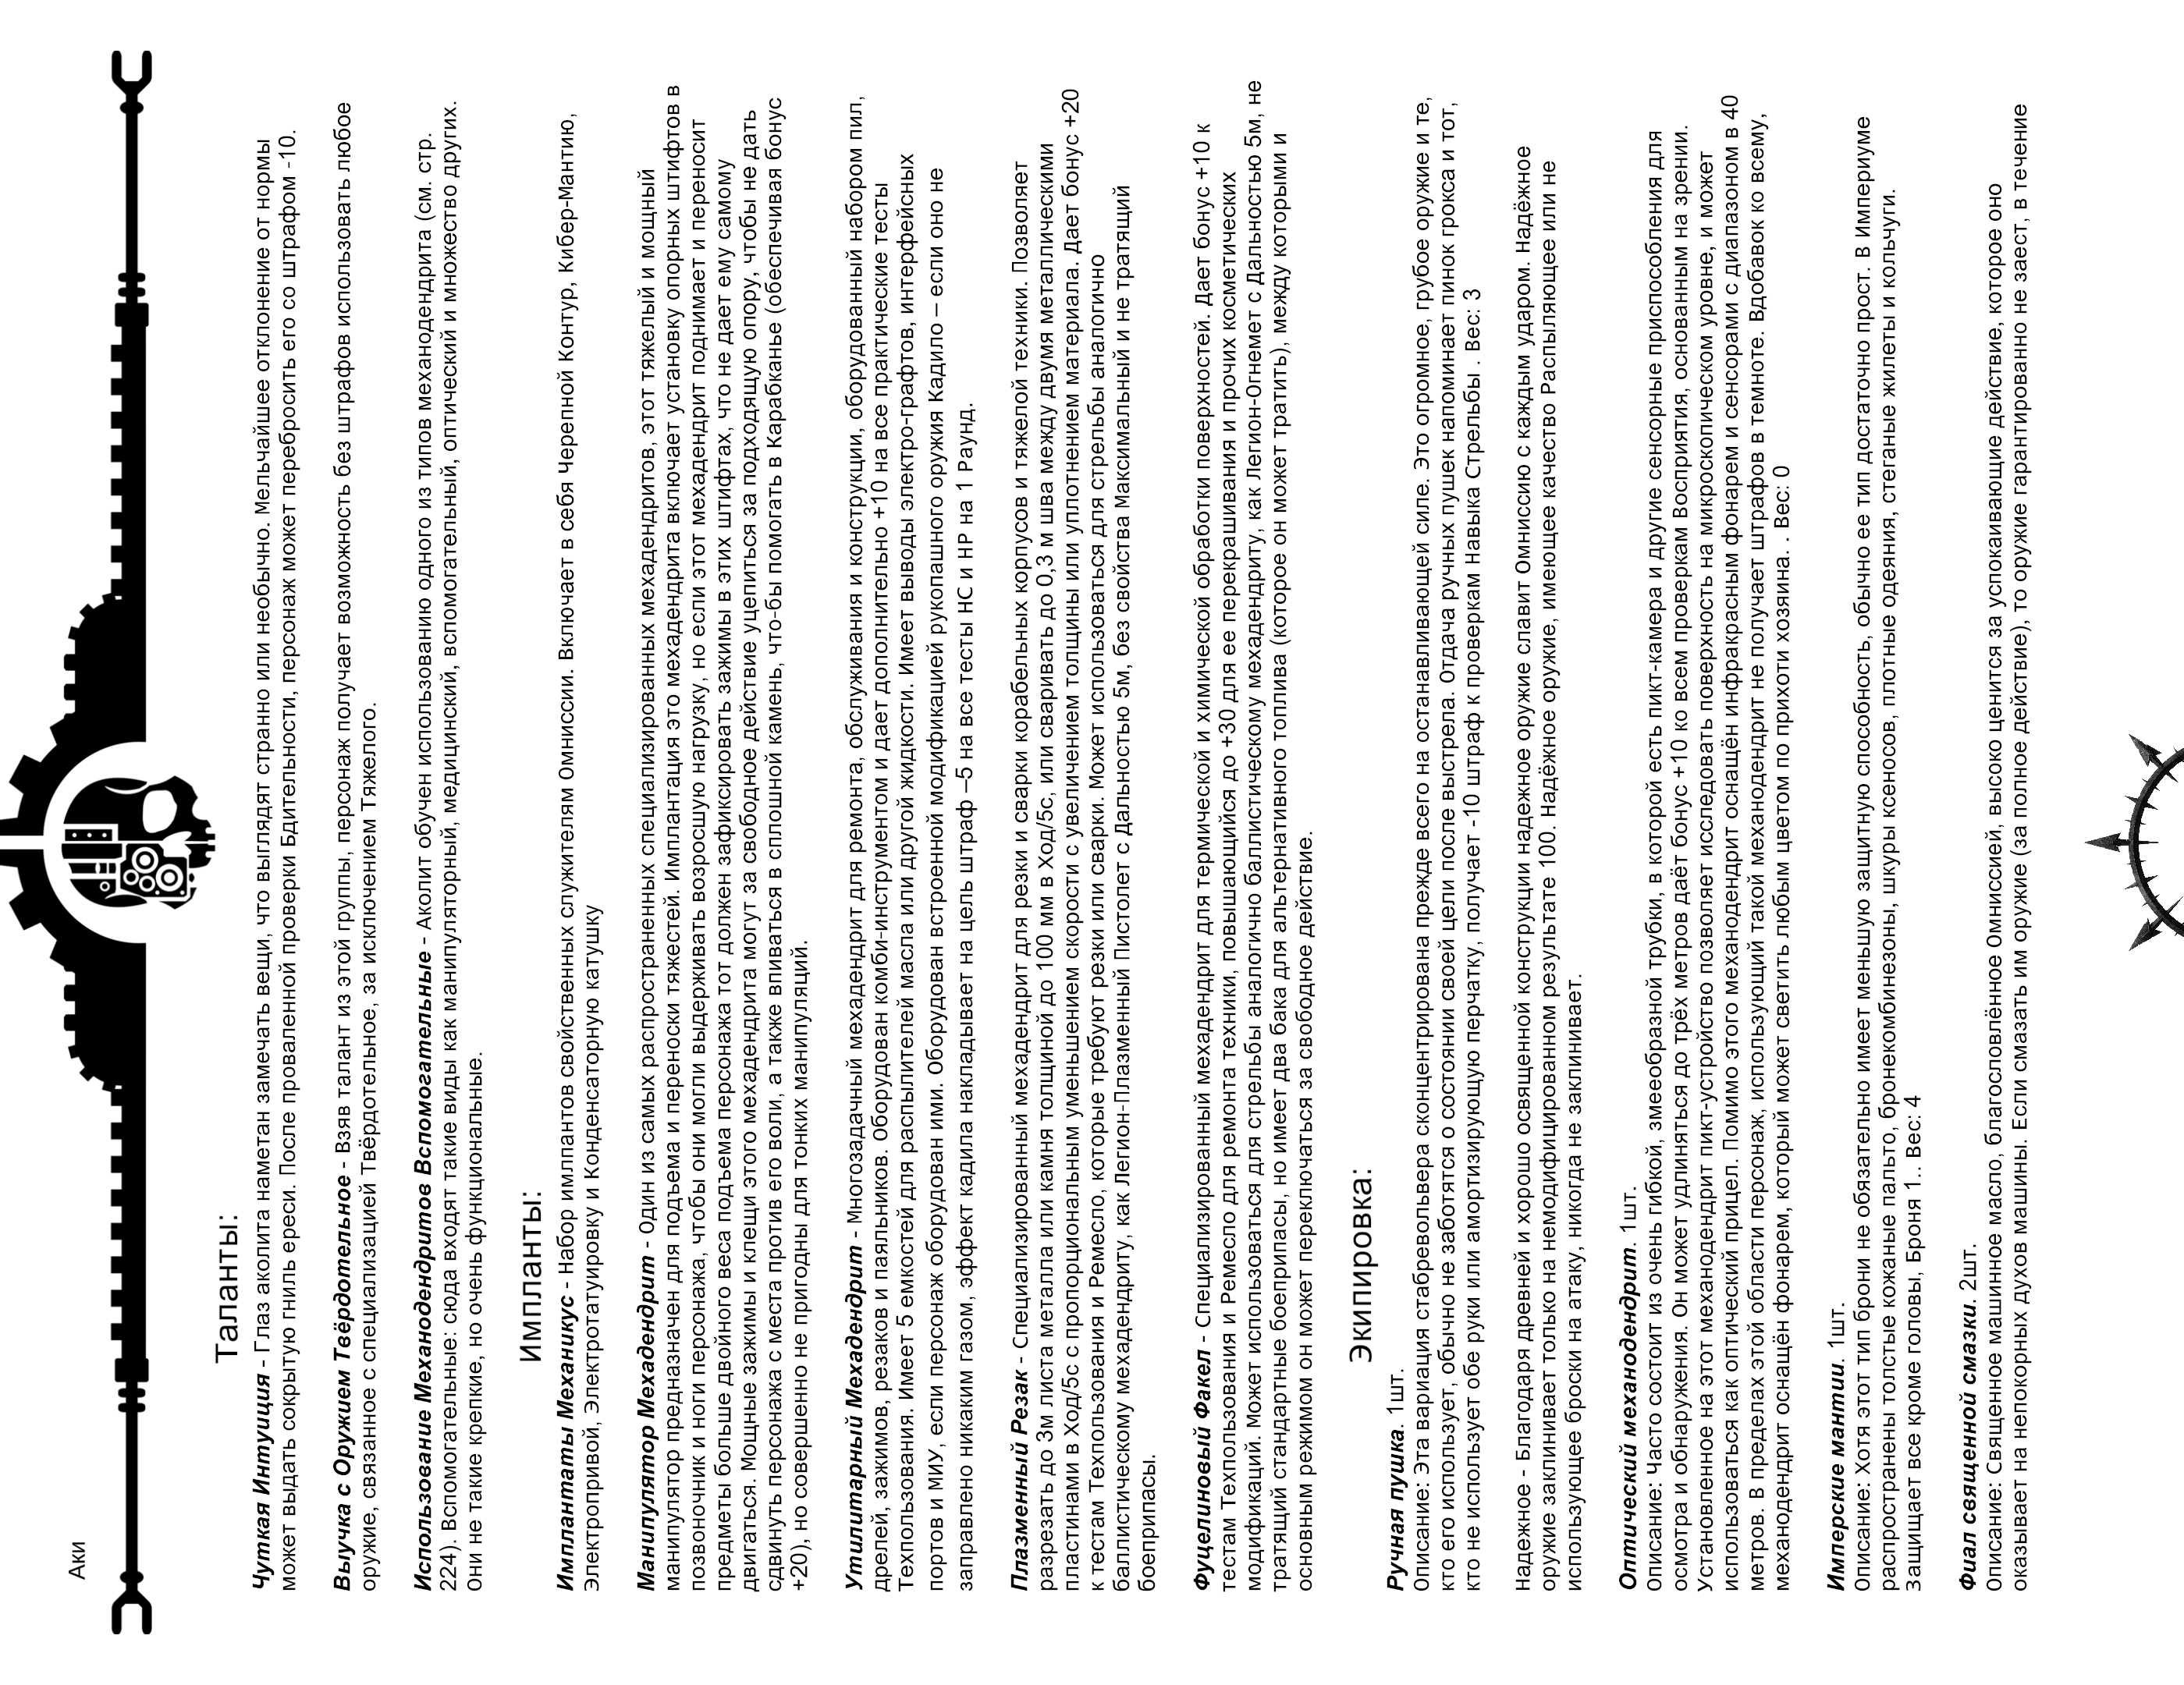 Аки
Таланты:
Чуткая Интуиция - Глаз аколита наметан замечать вещи, что выглядят странно или необычно. Мельчайшее отклонение от нормы
может выдать сокрытую гниль ереси. После проваленной проверки Бдительности, персонаж может перебросить его со штрафом -10.
Выучка с Оружием Твёрдотельное - Взяв талант из этой группы, персонаж получает возможность без штрафов использовать любое
оружие, связанное с специализацией Твёрдотельное, за исключением Тяжелого.
Использование Механодендритов Вспомогательные - Аколит обучен использованию одного из типов механодендрита (см. стр.
224). Вспомогательные: сюда входят такие виды как манипуляторный, медицинский, вспомогательный, оптический и множество других.
Они не такие крепкие, но очень функциональные.
Импланты:
Имплантаты Механикус - Набор имлпантов свойственных служителям Омниссии. Включает в себя Черепной Контур, Кибер-Мантию,
Электропривой, Электротатуировку и Конденсаторную катушку
Манипулятор Мехадендрит - Один из самых распространенных специализированных мехадендритов, этот тяжелый и мощный
манипулятор предназначен для подъема и переноски тяжестей. Имплантация это мехадендрита включает установку опорных штифтов в
позвоночник и ноги персонажа, чтобы они могли выдерживать возросшую нагрузку, но если этот мехадендрит поднимает и переносит
предметы больше двойного веса подъема персонажа тот должен зафиксировать зажимы в этих штифтах, что не дает ему самому
двигаться. Мощные зажимы и клещи этого мехадендрита могут за свободное действие уцепиться за подходящую опору, чтобы не дать
сдвинуть персонажа с места против его воли, а также впиваться в сплошной камень, что-бы помогать в Карабканье (обеспечивая бонус
+20), но совершенно не пригодны для тонких манипуляций.
Утилитарный Мехадендрит - Многозадачный мехадендрит для ремонта, обслуживания и конструкции, оборудованный набором пил,
дрелей, зажимов, резаков и паяльников. Оборудован комби-инструментом и дает дополнительно +10 на все практические тесты
Техпользования. Имеет 5 емкостей для распылителей масла или другой жидкости. Имеет выводы электро-графтов, интерфейсных
портов и МИУ, если персонаж оборудован ими. Оборудован встроенной модификацией рукопашного оружия Кадило – если оно не
заправлено никаким газом, эффект кадила накладывает на цель штраф –5 на все тесты НС и НР на 1 Раунд.
Плазменный Резак - Специализированный мехадендрит для резки и сварки корабельных корпусов и тяжелой техники. Позволяет
разрезать до 3м листа металла или камня толщиной до 100 мм в Ход/5с, или сваривать до 0,3 м шва между двумя металлическими
пластинами в Ход/5с с пропорциональным уменьшением скорости с увеличением толщины или уплотнением материала. Дает бонус +20
к тестам Техпользования и Ремесло, которые требуют резки или сварки. Может использоваться для стрельбы аналогично
баллистическому мехадендриту, как Легион-Плазменный Пистолет с Дальностью 5м, без свойства Максимальный и не тратящий
боеприпасы.
Фуцелиновый Факел - Специализированный мехадендрит для термической и химической обработки поверхностей. Дает бонус +10 к
тестам Техпользования и Ремесло для ремонта техники, повышающийся до +30 для ее перекрашивания и прочих косметических
модификаций. Может использоваться для стрельбы аналогично баллистическому мехадендриту, как Легион-Огнемет с Дальностью 5м, не
тратящий стандартные боеприпасы, но имеет два бака для альтернативного топлива (которое он может тратить), между которыми и
основным режимом он может переключаться за свободное действие.
Экипировка:
Ручная пушка. 1шт.
Описание: Эта вариация стабревольвера сконцентрирована прежде всего на останавливающей силе. Это огромное, грубое оружие и те,
кто его использует, обычно не заботятся о состоянии своей цели после выстрела. Отдача ручных пушек напоминает пинок грокса и тот,
кто не использует обе руки или амортизирующую перчатку, получает -10 штраф к проверкам Навыка Стрельбы . Вес: 3
Надежное - Благодаря древней и хорошо освященной конструкции надежное оружие славит Омниссию с каждым ударом. Надёжное
оружие заклинивает только на немодифицированном результате 100. Надёжное оружие, имеющее качество Распыляющее или не
использующее броски на атаку, никогда не заклинивает.
Оптический механодендрит. 1шт.
Описание: Часто состоит из очень гибкой, змееобразной трубки, в которой есть пикт-камера и другие сенсорные приспособления для
осмотра и обнаружения. Он может удлиняться до трёх метров даёт бонус +10 ко всем проверкам Восприятия, основанным на зрении.
Установленное на этот механодендрит пикт-устройство позволяет исследовать поверхность на микроскопическом уровне, и может
использоваться как оптический прицел. Помимо этого механодендрит оснащён инфракрасным фонарем и сенсорами с диапазоном в 40
метров. В пределах этой области персонаж, использующий такой механодендрит не получает штрафов в темноте. Вдобавок ко всему,
механодендрит оснащён фонарем, который может светить любым цветом по прихоти хозяина. . Вес: 0
Имперские мантии. 1шт.
Описание: Хотя этот тип брони не обязательно имеет меньшую защитную способность, обычно ее тип достаточно прост. В Империуме
распространены толстые кожаные пальто, бронекомбинезоны, шкуры ксеносов, плотные одеяния, стеганые жилеты и кольчуги.
Защищает все кроме головы, Броня 1.. Вес: 4
Фиал священной смазки. 2шт.
Описание: Священное машинное масло, благословлённое Омниссией, высоко ценится за успокаивающие действие, которое оно
оказывает на непокорных духов машины. Если смазать им оружие (за полное действие), то оружие гарантированно не заест, в течение